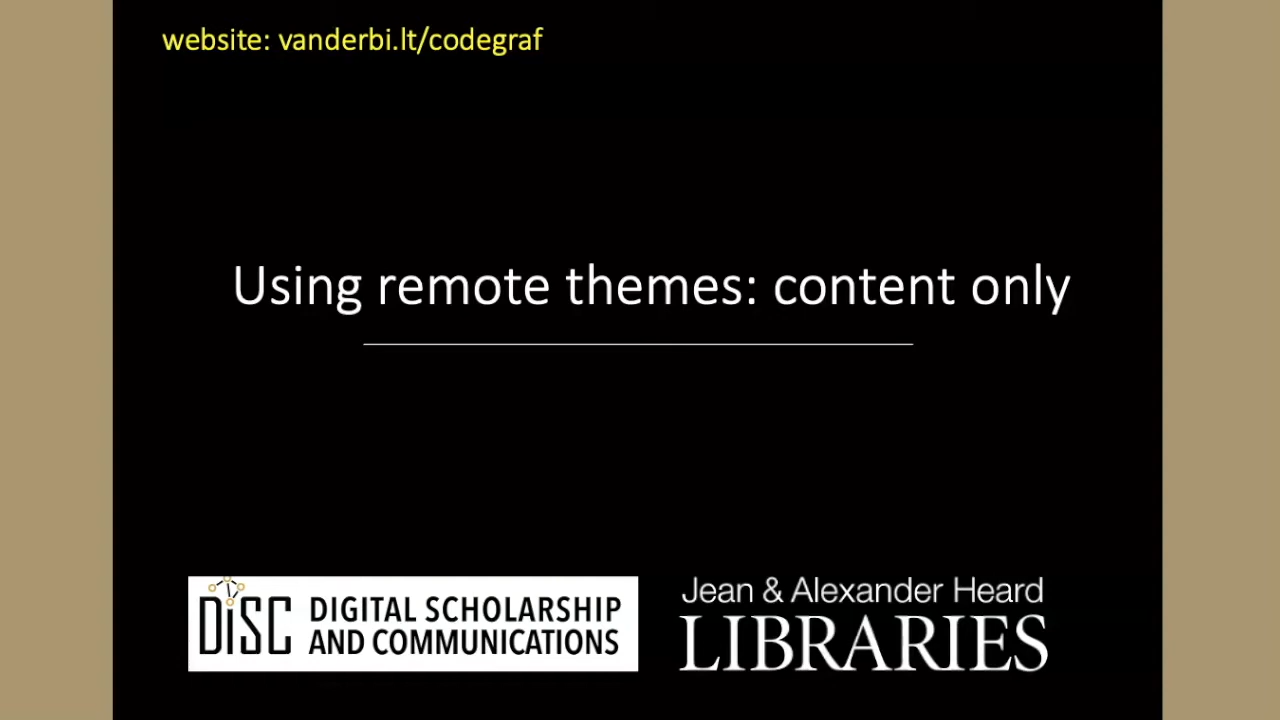 website: vanderbi.lt/codegraf
Using remote themes: content only
DiSC DIGITAL SCHOLARSHIP
AND COMMUNICATIONS
Jean & Alexander Heard
LIBRARIES